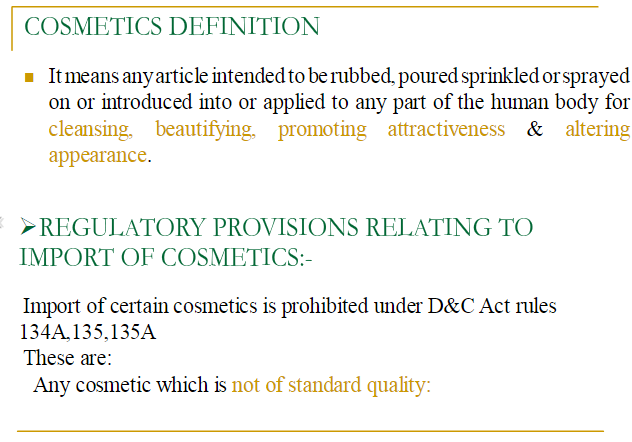 COSMETICS DEFINITION
It means any article intended to be rubbed, poured sprinkled or sprayed
on or introduced into or applied to any part of the human body for
cleansing, beautifying, promoting attractiveness & altering
appearance.
➢REGULATORY PROVISIONS RELATING TO
IMPORT OF COSMETICS:-
Import of certain cosmetics is prohibited under D&C Act rules
134A,135,135A
These are:
Any cosmetic which is not of standard quality: